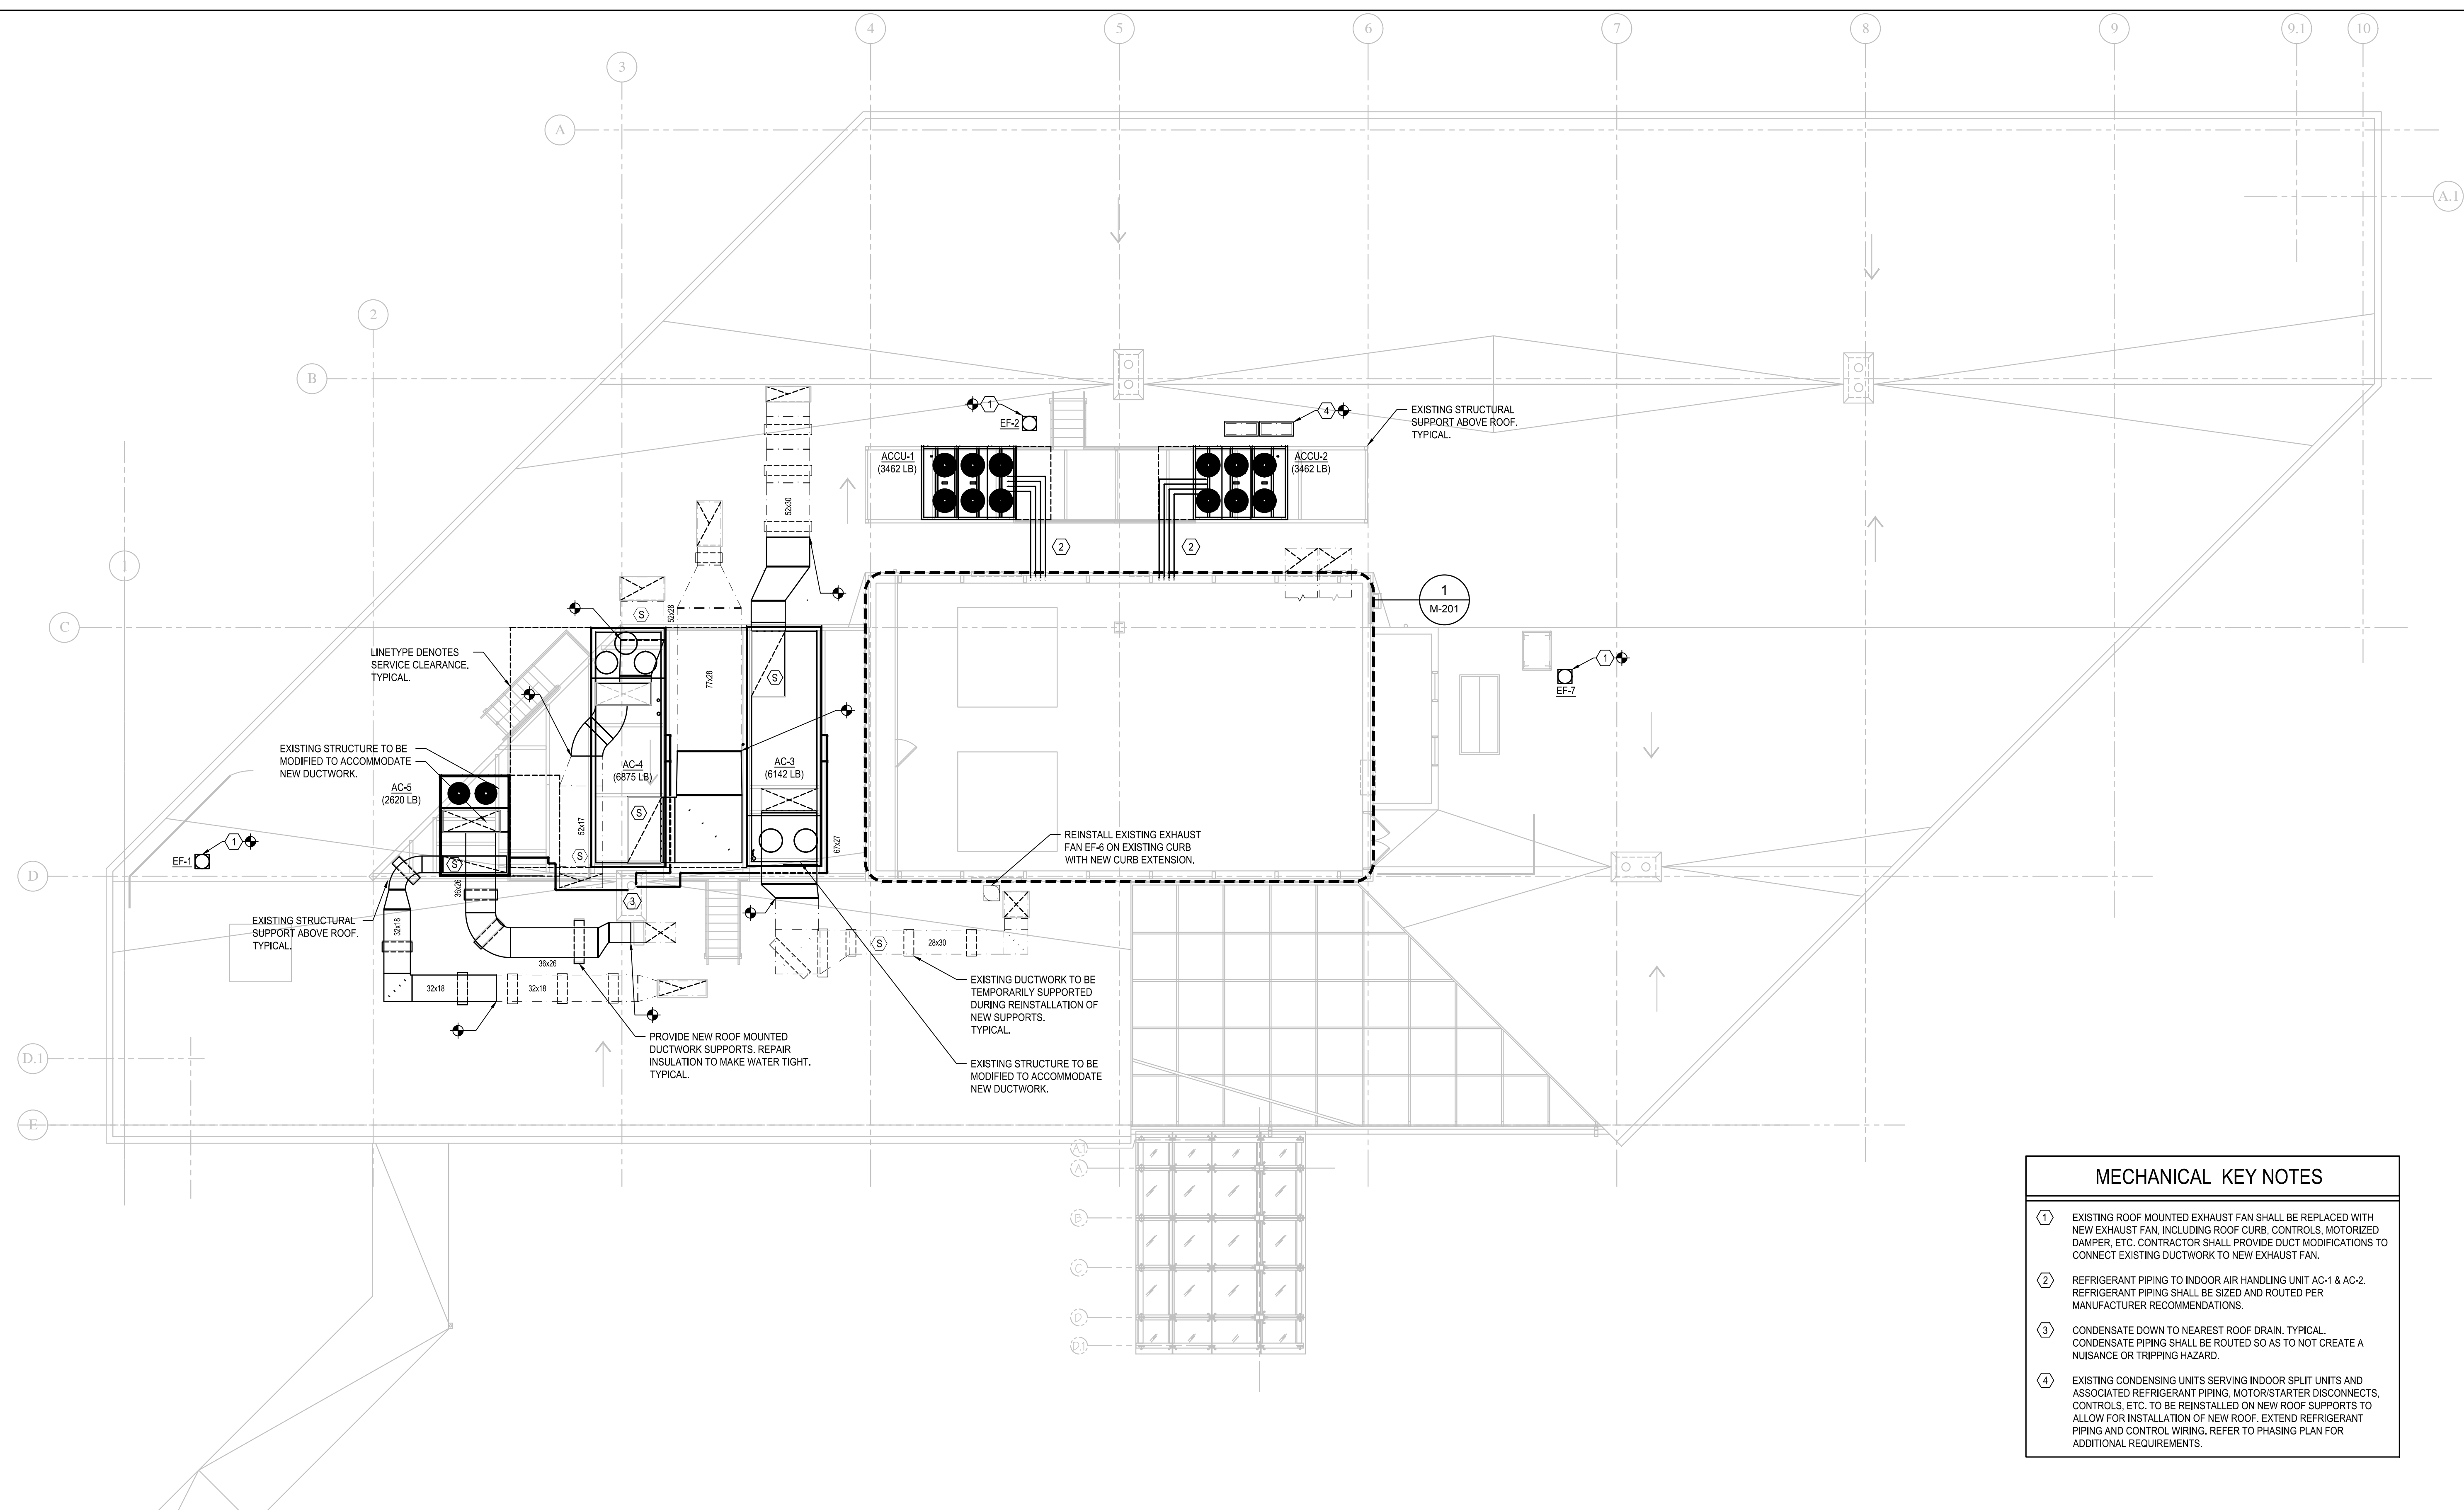 4
5
6
7
8
9
9.1
10
3
A
A.1
2
B
1
EF-2
4
EXISTING STRUCTURAL
SUPPORT ABOVE ROOF.
TYPICAL.
ACCU-1
(3462 LB)
ACCU-2
(3462 LB)
52x30
2
2
1
1
M-201
S
52x28
C
LINETYPE DENOTES
SERVICE CLEARANCE.
TYPICAL.
77x28
S
1
EF-7
EXISTING STRUCTURE TO BE
MODIFIED TO ACCOMMODATE
NEW DUCTWORK.
AC-4
(6875 LB)
AC-3
(6142 LB)
AC-5
(2620 LB)
S
52x17
67x27
1
EF-1
S
S
REINSTALL EXISTING EXHAUST
FAN EF-6 ON EXISTING CURB
WITH NEW CURB EXTENSION.
D
36x26
3
EXISTING STRUCTURAL
SUPPORT ABOVE ROOF.
TYPICAL.
32x18
S
28x30
36x26
32x18
32x18
EXISTING DUCTWORK TO BE
TEMPORARILY SUPPORTED
DURING REINSTALLATION OF
NEW SUPPORTS.
TYPICAL.
PROVIDE NEW ROOF MOUNTED
DUCTWORK SUPPORTS. REPAIR
INSULATION TO MAKE WATER TIGHT.
TYPICAL.
EXISTING STRUCTURE TO BE
MODIFIED TO ACCOMMODATE
NEW DUCTWORK.
D.1
E
A.1
A
B
C
D
D.1
MECHANICAL KEY NOTES
1 EXISTING ROOF MOUNTED EXHAUST FAN SHALL BE REPLACED WITH
NEW EXHAUST FAN, INCLUDING ROOF CURB, CONTROLS, MOTORIZED
DAMPER, ETC. CONTRACTOR SHALL PROVIDE DUCT MODIFICATIONS TO
CONNECT EXISTING DUCTWORK TO NEW EXHAUST FAN.
2 REFRIGERANT PIPING TO INDOOR AIR HANDLING UNIT AC-1 & AC-2.
REFRIGERANT PIPING SHALL BE SIZED AND ROUTED PER
MANUFACTURER RECOMMENDATIONS.
3 CONDENSATE DOWN TO NEAREST ROOF DRAIN. TYPICAL.
CONDENSATE PIPING SHALL BE ROUTED SO AS TO NOT CREATE A
NUISANCE OR TRIPPING HAZARD.
4 EXISTING CONDENSING UNITS SERVING INDOOR SPLIT UNITS AND
ASSOCIATED REFRIGERANT PIPING, MOTOR/STARTER DISCONNECTS,
CONTROLS, ETC. TO BE REINSTALLED ON NEW ROOF SUPPORTS TO
ALLOW FOR INSTALLATION OF NEW ROOF. EXTEND REFRIGERANT
PIPING AND CONTROL WIRING. REFER TO PHASING PLAN FOR
ADDITIONAL REQUIREMENTS.